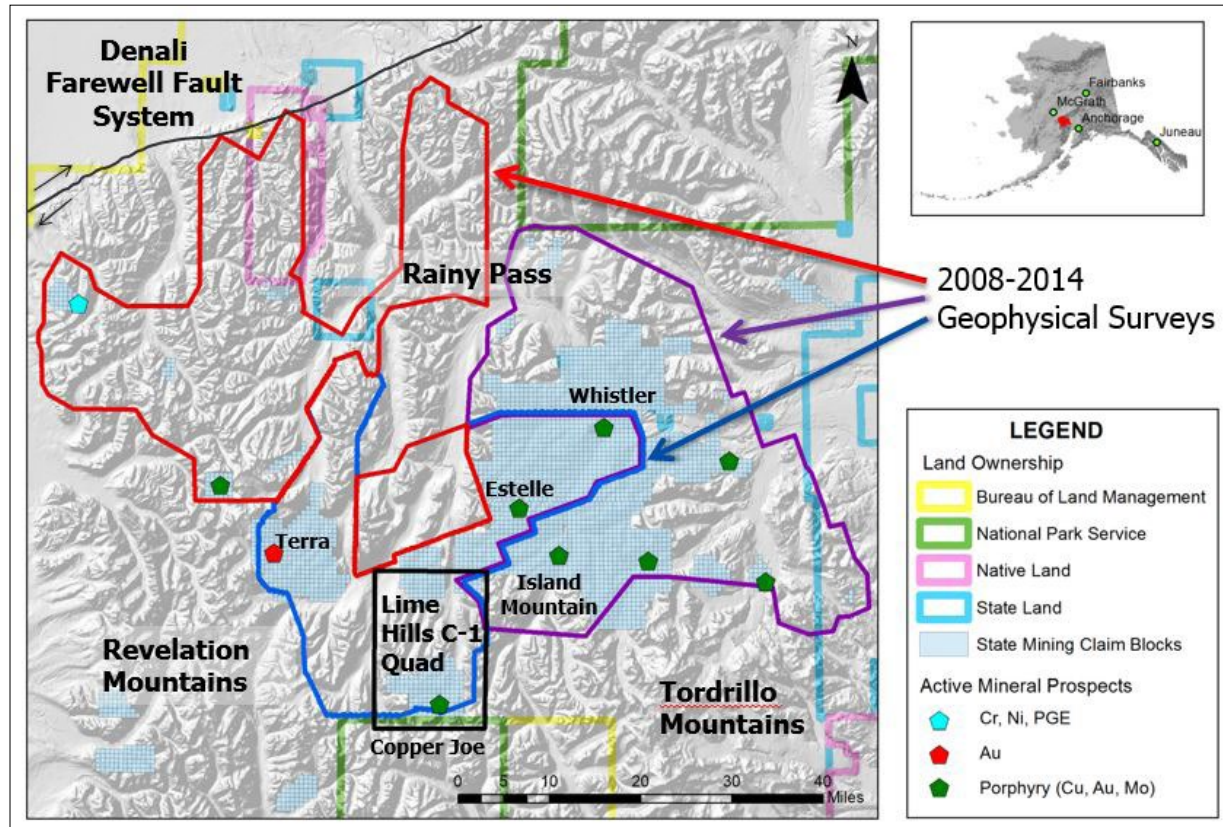 Denali
Farewell Fault
System
N
Fairbanks
McGrath
Anchorage
Juneau
Rainy Pass
2008-2014
Geophysical Surveys
Whistler
Estelle
Terra
Island
Mountain
Lime
Hills C-1
Quad
Revelation
Mountains
Tordrillo
Mountains
Copper Joe
0 5 10 20 30 40
Miles
LEGEND
Land Ownership
Bureau of Land Management
National Park Service
Native Land
State Land
State Mining Claim Blocks
Active Mineral Prospects
Cr, Ni, PGE
Au
Porphyry (Cu, Au, Mo)